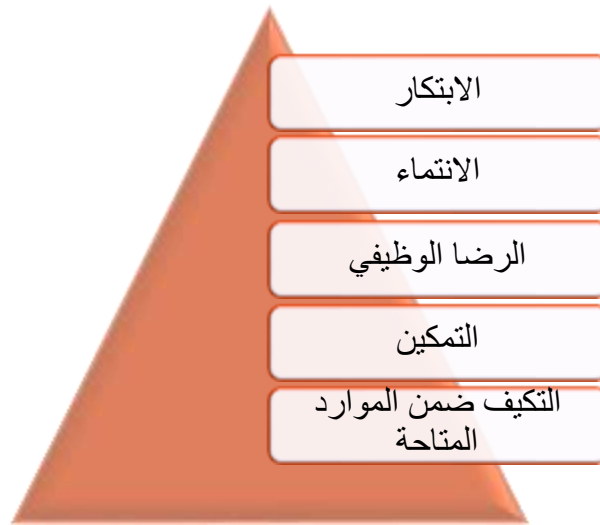 الابتكار
الانتماء
الرضا الوظيفي
التمكين
التكيف ضمن الموارد
المتاحة